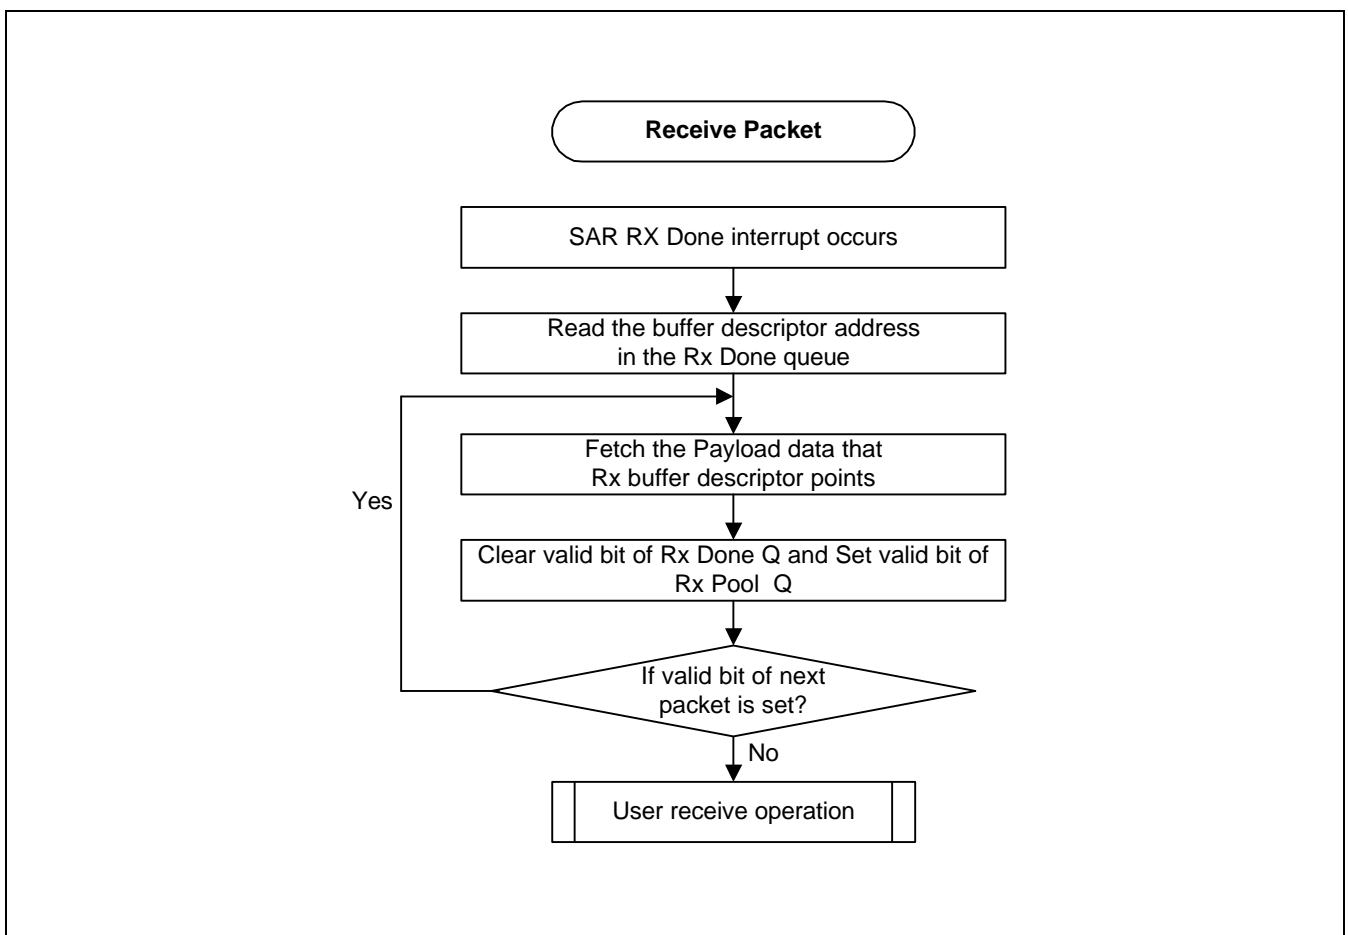 Receive Packet
SAR RX Done interrupt occurs
Read the buffer descriptor address
in the Rx Done queue
Fetch the Payload data that
Rx buffer descriptor points
Yes
Clear valid bit of Rx Done Q and Set valid bit of
Rx Pool  Q
If valid bit of next
packet is set?
No
User receive operation